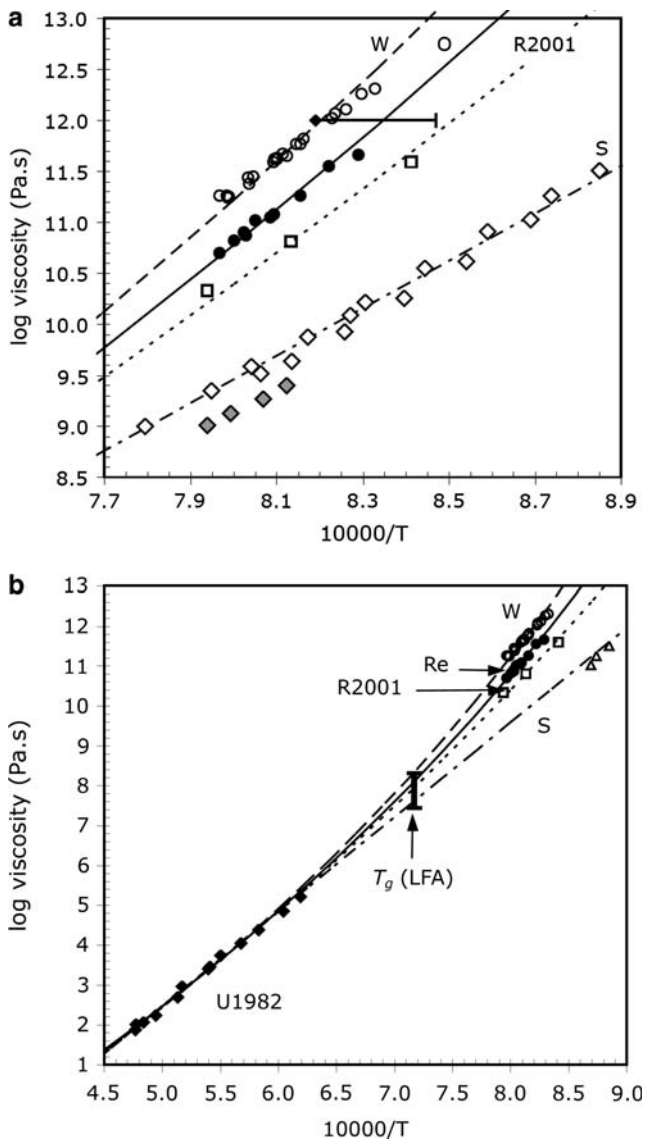 a
13.0
W
O
R2001
12.5
12.0
11.5
S
11.0
10.5
10.0
9.5
9.0
8.5
log viscosity (Pa.s)
7.7 7.9 8.1 8.3 8.5 8.7 8.9
10000/T
b
13
W
12
11
Re
R2001
10
9
S
8
7
Tg (LFA)
6
5
4
3
U1982
2
1
log viscosity (Pa.s)
4.5 5.0 5.5 6.0 6.5 7.0 7.5 8.0 8.5 9.0
10000/T